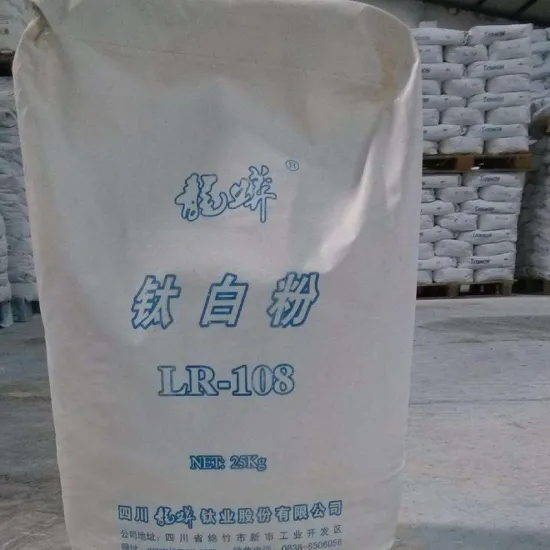 龍蟒®
钛白粉
LR-108
NET: 25Kg
四川龍蟒钛业股份有限公司
公司地址: 四川省绵竹市新市工业开发区
0838-8506058